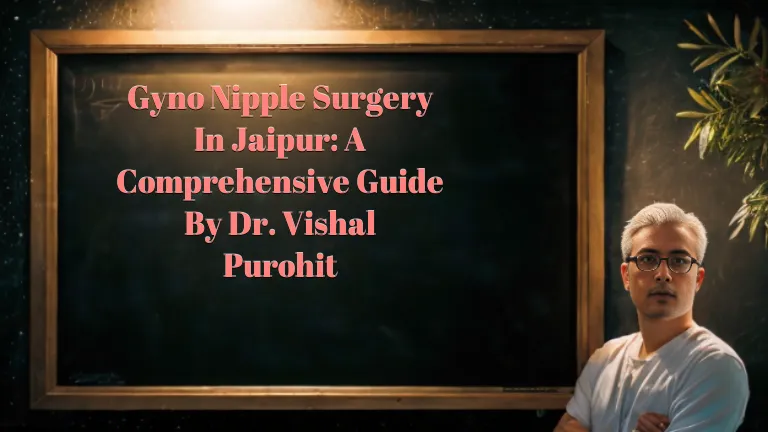 Gyno Nipple Surgery
In Jaipur: A
Comprehensive Guide
By Dr. Vishal
Purohit